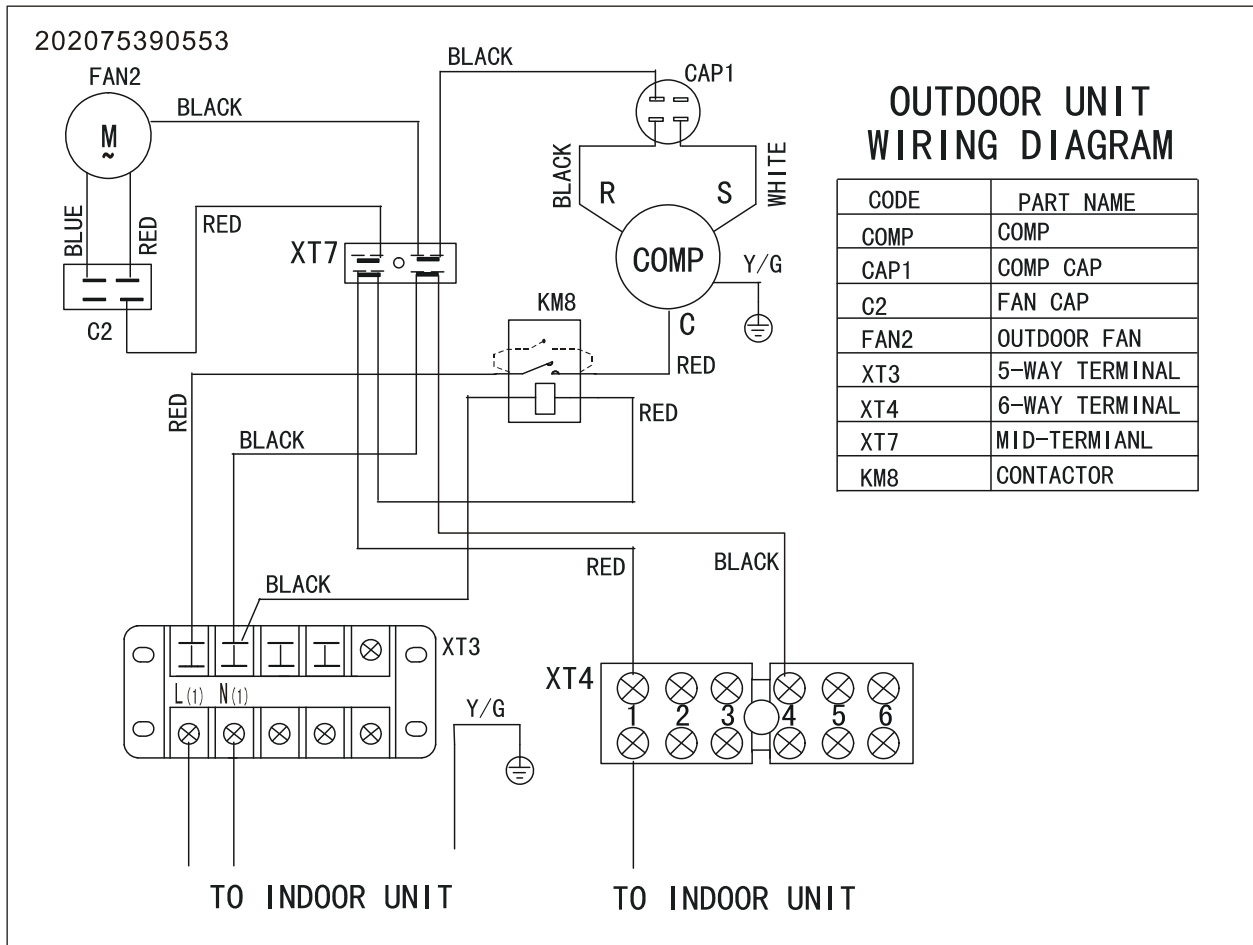 202075390553
FAN2
M
~
BLACK
BLUE
RED
C2
RED
BLACK
CAP1
BLACK
R
S
WHITE
COMP
Y/G
C
RED
XT7
KM8
RED
RED
BLACK
BLACK
RED
BLACK
XT3
L(1) N(1)
Y/G
XT4
1 2 3 4 5 6
TO INDOOR UNIT
TO INDOOR UNIT
OUTDOOR UNIT
WIRING DIAGRAM
CODE PART NAME
COMP COMP
CAP1 COMP CAP
C2 FAN CAP
FAN2 OUTDOOR FAN
XT3 5-WAY TERMINAL
XT4 6-WAY TERMINAL
XT7 MID-TERMIANL
KM8 CONTACTOR